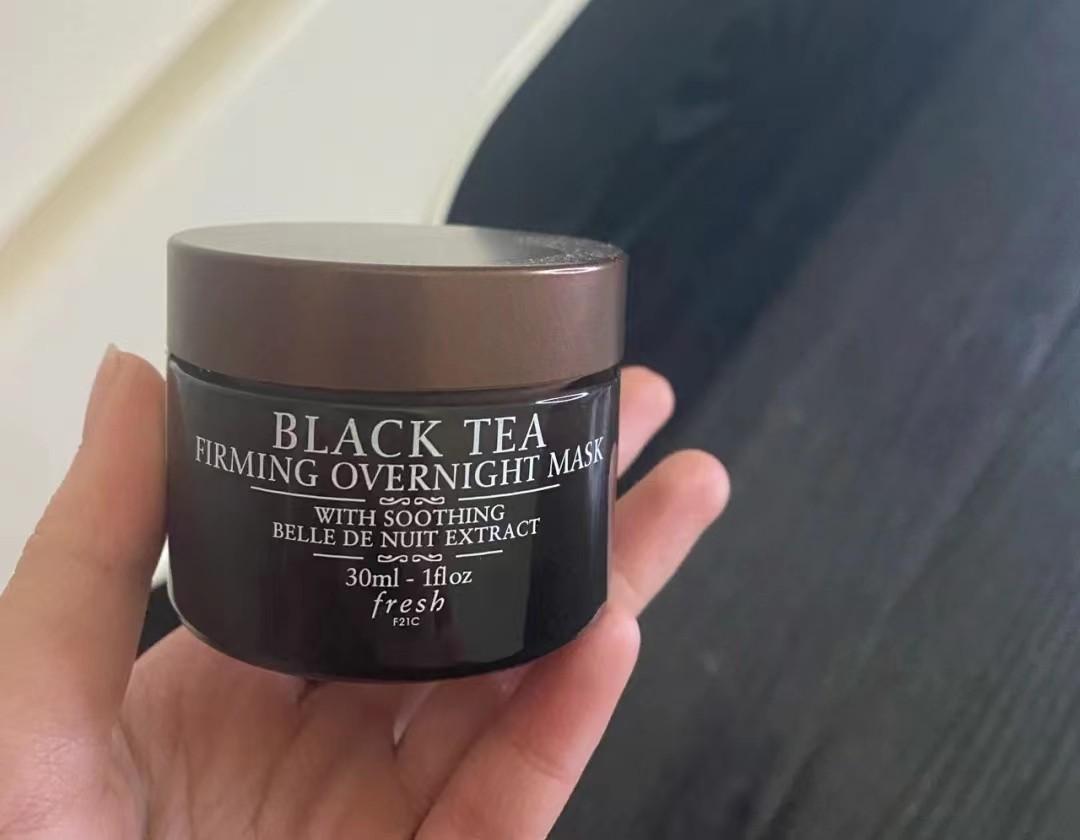 BLACK TEA
FIRMING OVERNIGHT MASK
WITH SOOTHING
BELLE DE NUIT EXTRACT
30ml - 1fl oz
fresh
F21C